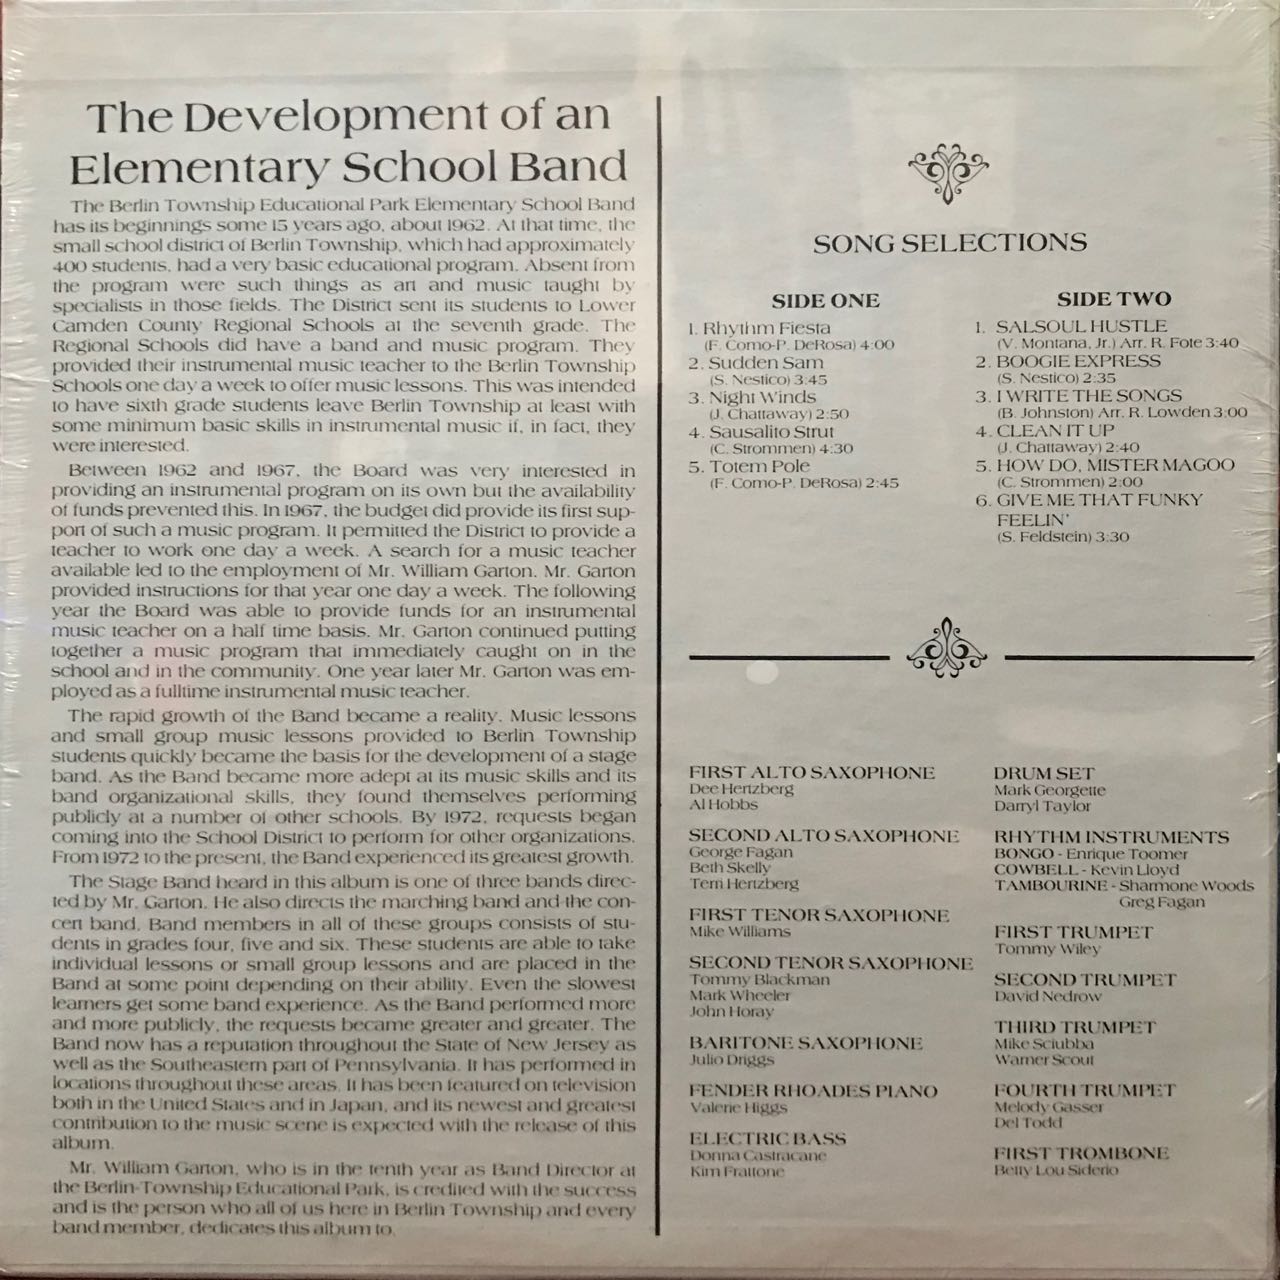 The Development of an
Elementary School Band
The Berlin Township Educational Park Elementary School Band
has its beginnings some 15 years ago, about 1962. At that time, the
small school district of Berlin Township, which had approximately
400 students, had a very basic educational program. Absent from
the program were such things as art and music taught by
specialists in those fields. The District sent its students to Lower
Camden County Regional Schools at the seventh grade. The
Regional Schools did have a band and music program. They
provided their instrumental music teacher to the Berlin Township
Schools one day a week to offer music lessons. This was intended
to have sixth grade students leave Berlin Township at least with
some minimum basic skills in instrumental music if, in fact, they
were interested.
Between 1962 and 1967, the Board was very interested in
providing an instrumental program on its own but the availability
of funds prevented this. In 1967, the budget did provide its first sup-
port of such a music program. It permitted the District to provide a
teacher to work one day a week. A search for a music teacher
available led to the employment of Mr. William Garton. Mr. Garton
provided instructions for that year one day a week. The following
year the Board was able to provide funds for an instrumental
music teacher on a half time basis. Mr. Garton continued putting
together a music program that immediately caught on in the
school and in the community. One year later Mr. Garton was em-
ployed as a fulltime instrumental music teacher.
The rapid growth of the Band became a reality. Music lessons
and small group music lessons provided to Berlin Township
students quickly became the basis for the development of a stage
band. As the Band became more adept at its music skills and its
band organizational skills, they found themselves performing
publicly at a number of other schools. By 1972, requests began
coming into the School District to perform for other organizations.
From 1972 to the present, the Band experienced its greatest growth.
The Stage Band heard in this album is one of three bands direc-
ted by Mr. Garton. He also directs the marching band and the con-
cert band. Band members in all of these groups consists of stu-
dents in grades four, five and six. These students are able to take
individual lessons or small group lessons and are placed in the
Band at some point depending on their ability. Even the slowest
learners get some band experience. As the Band performed more
and more publicly, the requests became greater and greater. The
Band now has a reputation throughout the State of New Jersey as
well as the Southeastern part of Pennsylvania. It has performed in
locations throughout these areas. It has been featured on television
both in the United States and in Japan, and its newest and greatest
contribution to the music scene is expected with the release of this
album.
Mr. William Garton, who is in the tenth year as Band Director at
the Berlin-Township Educational Park, is credited with the success
and is the person who all of us here in Berlin Township and every
band member, dedicates this album to.
SONG SELECTIONS
SIDE ONE
1. Rhythm Fiesta
(F. Como-P. DeRosa) 4:00
2. Sudden Sam
(S. Nestico) 3:45
3. Night Winds
(J. Chattaway) 2:50
4. Sausalito Strut
(C. Strommen) 4:30
5. Totem Pole
(F. Como-P. DeRosa) 2:45
SIDE TWO
1. SALSOUL HUSTLE
(V. Montana, Jr.) Arr. R. Fote 3:40
2. BOOGIE EXPRESS
(S. Nestico) 2:35
3. I WRITE THE SONGS
(B. Johnston) Arr. R. Lowden 3:00
4. CLEAN IT UP
(J. Chattaway) 2:40
5. HOW DO, MISTER MAGOO
(C. Strommen) 2:00
6. GIVE ME THAT FUNKY
FEELIN'
(S. Feldstein) 3:30
FIRST ALTO SAXOPHONE
Dee Hertzberg
Al Hobbs
SECOND ALTO SAXOPHONE
George Fagan
Beth Skelly
Terri Hertzberg
FIRST TENOR SAXOPHONE
Mike Williams
SECOND TENOR SAXOPHONE
Tommy Blackman
Mark Wheeler
John Horay
BARITONE SAXOPHONE
Julio Driggs
FENDER RHOADES PIANO
Valerie Higgs
ELECTRIC BASS
Donna Castracane
Kim Frattone
DRUM SET
Mark Georgette
Darryl Taylor
RHYTHM INSTRUMENTS
BONGO - Enrique Toomer
COWBELL - Kevin Lloyd
TAMBOURINE - Sharmone Woods
Greg Fagan
FIRST TRUMPET
Tommy Wiley
SECOND TRUMPET
David Nedrow
THIRD TRUMPET
Mike Sciubba
Warner Scout
FOURTH TRUMPET
Melody Gasser
Del Todd
FIRST TROMBONE
Betty Lou Siderio